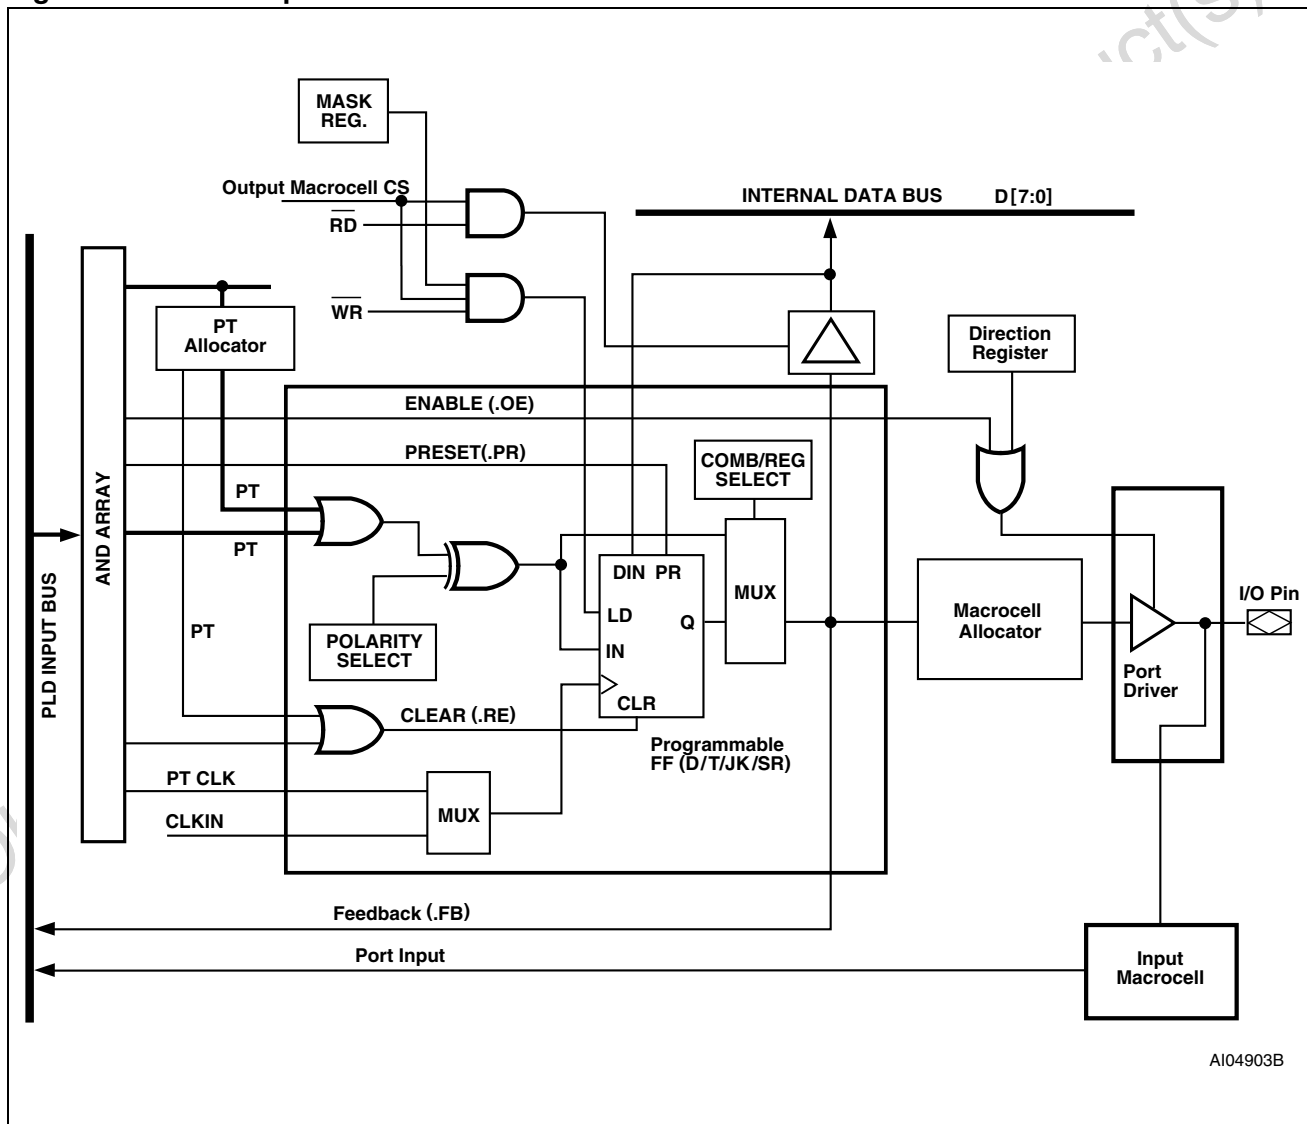 MASK
REG.
Output Macrocell CS
RD
WR
INTERNAL DATA BUS D[7:0]
PT
Allocator
Direction
Register
ENABLE (.OE)
PRESET(.PR)
COMB/REG
SELECT
PT
PT
AND ARRAY
PLD INPUT BUS
DIN PR
MUX
LD
Q
IN
CLR
POLARITY
SELECT
PT
Macrocell
Allocator
I/O Pin
Port
Driver
CLEAR (.RE)
Programmable
FF (D/T/JK/SR)
PT CLK
MUX
CLKIN
Feedback (.FB)
Port Input
Input
Macrocell
AI04903B